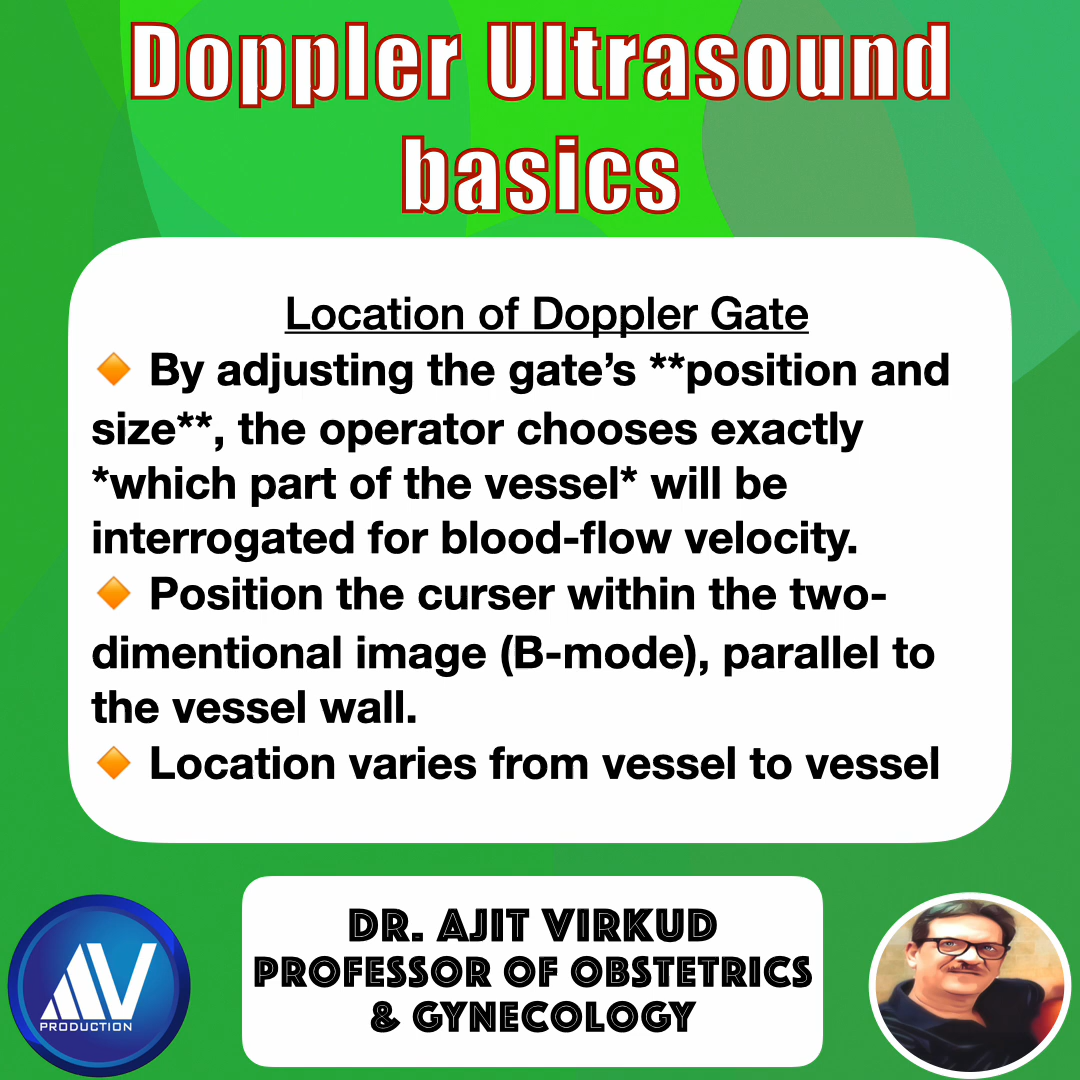 Doppler Ultrasound
basics
Location of Doppler Gate
🔸 By adjusting the gate’s **position and
size**, the operator chooses exactly
*which part of the vessel* will be
interrogated for blood-flow velocity.
🔸 Position the curser within the two-
dimentional image (B-mode), parallel to
the vessel wall.
🔸 Location varies from vessel to vessel
DR. AJIT VIRKUD
PROFESSOR OF OBSTETRICS
& GYNECOLOGY
AV
PRODUCTION